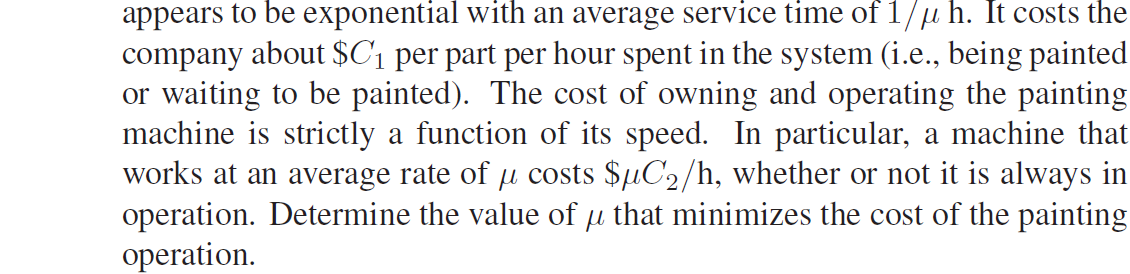 appears to be exponential with an average service time of 1/μ h. It costs the
company about $C₁ per part per hour spent in the system (i.e., being painted
or waiting to be painted). The cost of owning and operating the painting
machine is strictly a function of its speed. In particular, a machine that
works at an average rate of μ costs $μC₂/h, whether or not it is always in
operation. Determine the value of μ that minimizes the cost of the painting
operation.